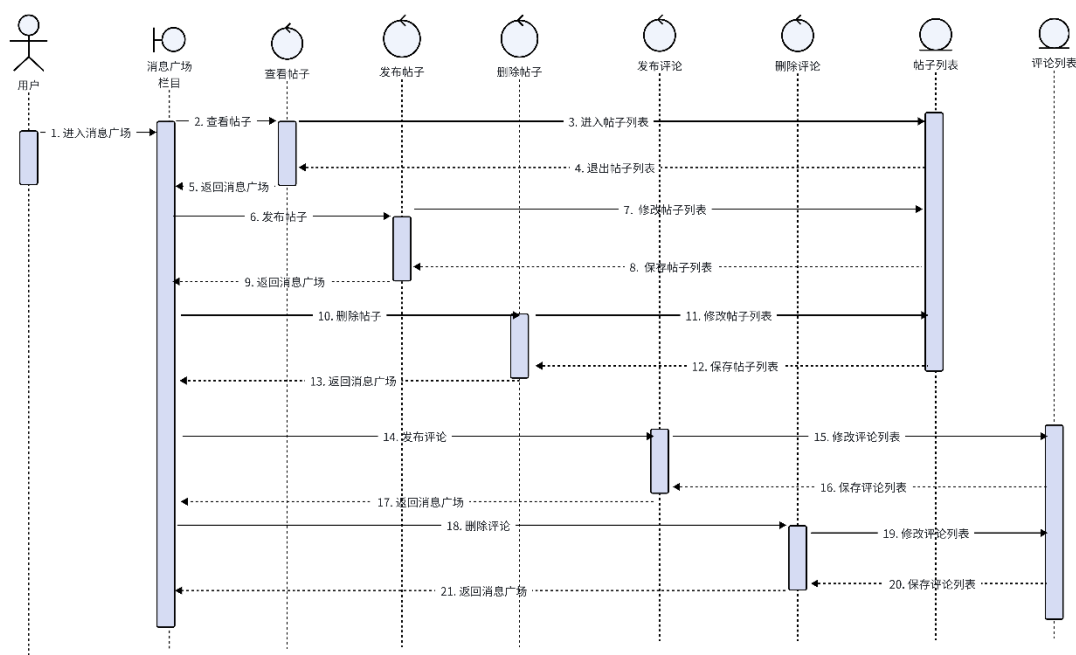 用户
消息广场
栏目
查看帖子
发布帖子
删除帖子
发布评论
删除评论
帖子列表
评论列表
1. 进入消息广场
2. 查看帖子
3. 进入帖子列表
4. 退出帖子列表
5. 返回消息广场
6. 发布帖子
7. 修改帖子列表
8. 保存帖子列表
9. 返回消息广场
10. 删除帖子
11. 修改帖子列表
12. 保存帖子列表
13. 返回消息广场
14. 发布评论
15. 修改评论列表
16. 保存评论列表
17. 返回消息广场
18. 删除评论
19. 修改评论列表
20. 保存评论列表
21. 返回消息广场